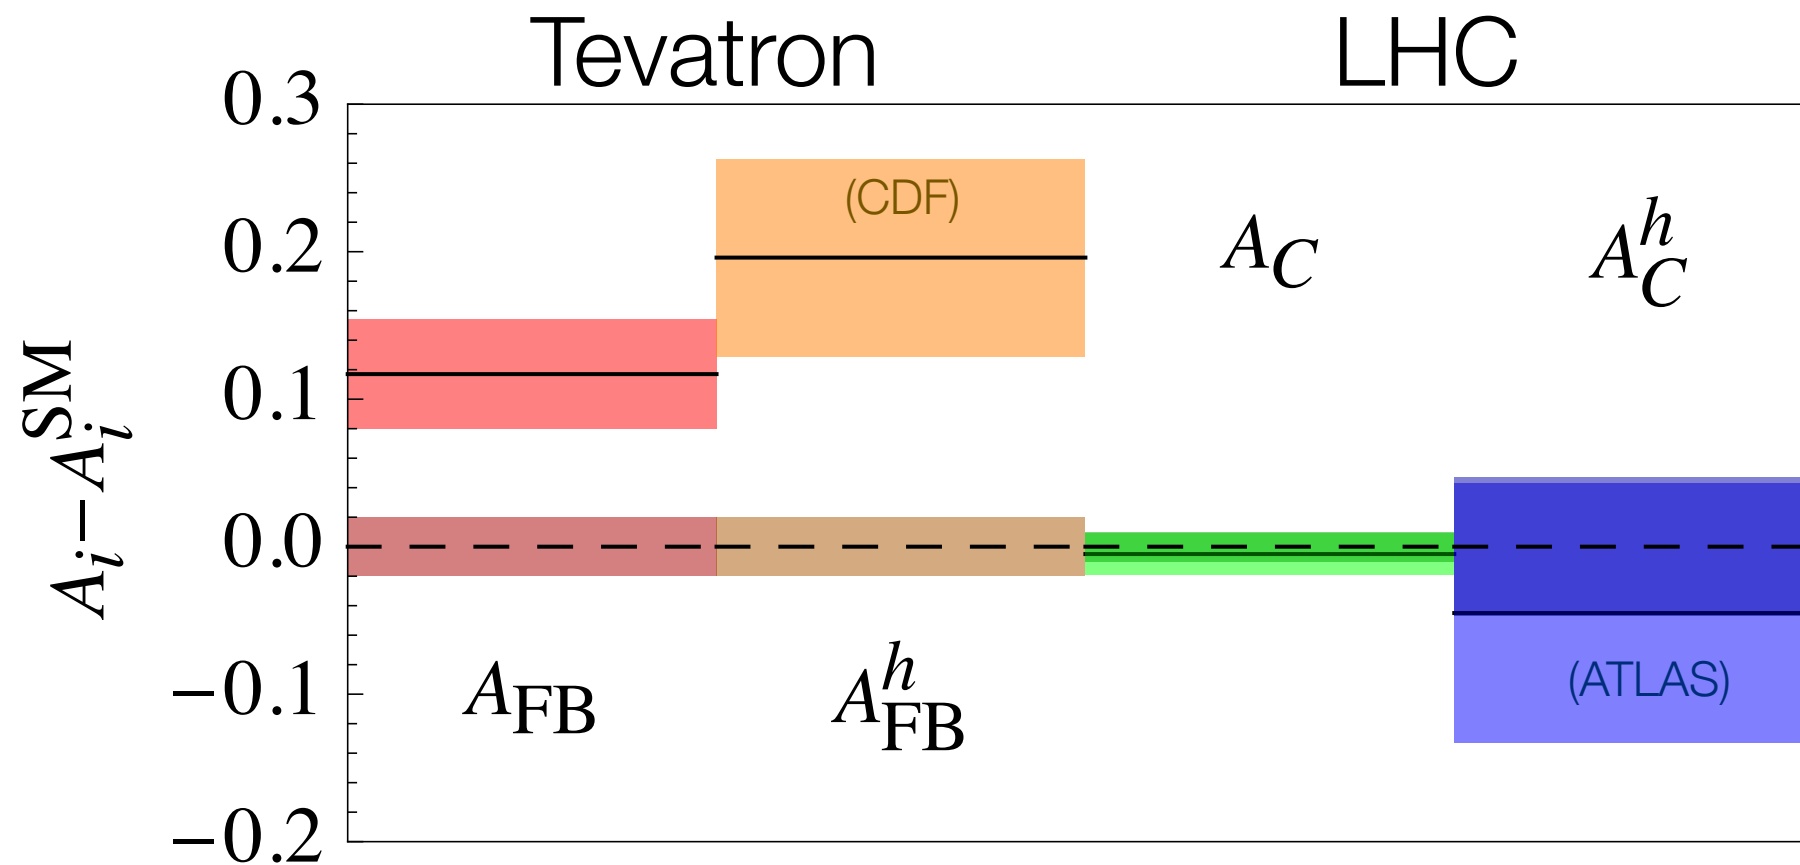 Tevatron LHC
0.3
0.2
0.1
0.0
−0.1
−0.2
A_i − A_i^SM
(CDF)
A_C
A_C^h
A_FB
A_FB^h
(ATLAS)